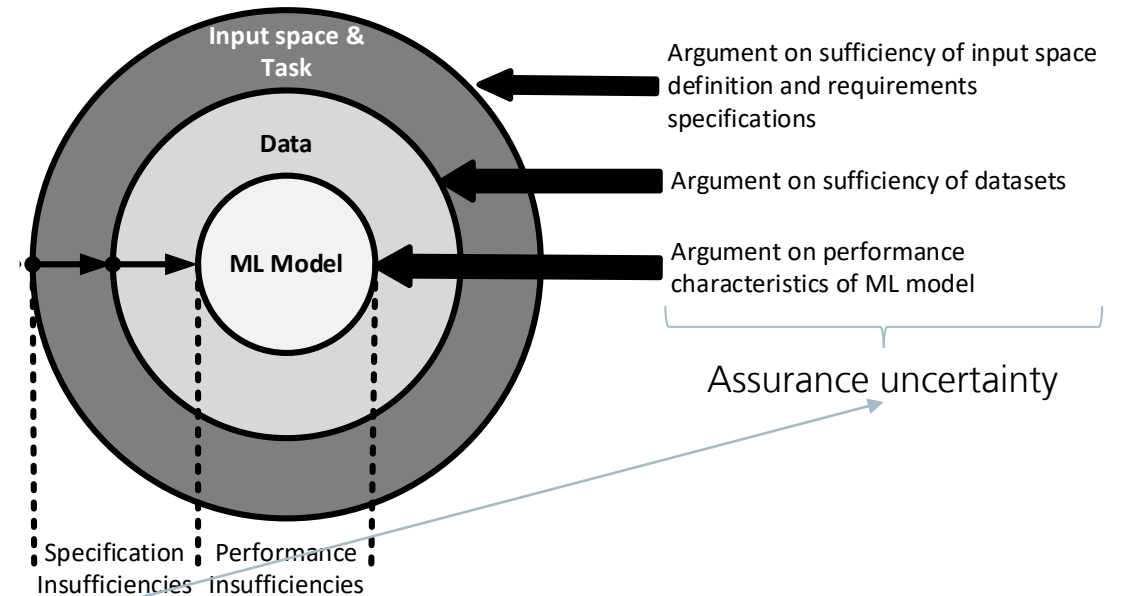 Input space &
Task
Data
ML Model
Argument on sufficiency of input space
definition and requirements
specifications
Argument on sufficiency of datasets
Argument on performance
characteristics of ML model
Assurance uncertainty
Specification
Insufficiencies
Performance
insufficiencies